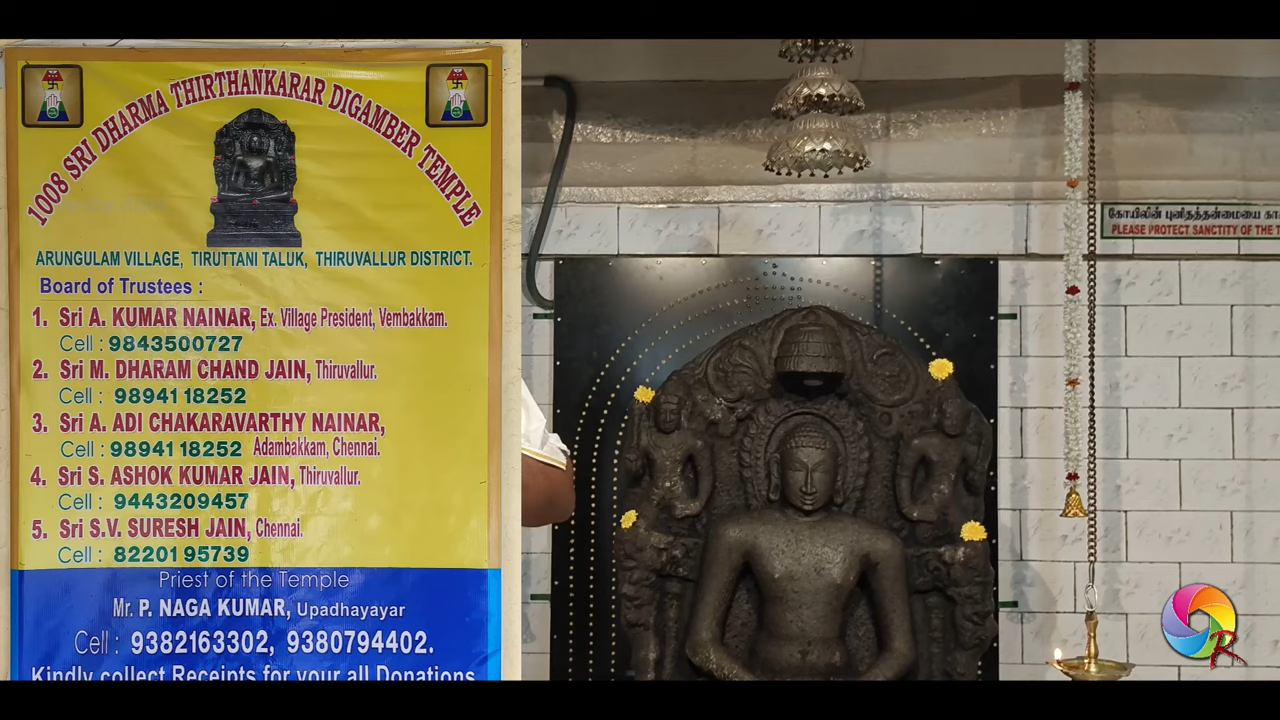 1008 SRI DHARMA THIRTHANKARAR DIGAMBER TEMPLE
ARUNGULAM VILLAGE, TIRUTTANI TALUK, THIRUVALLUR DISTRICT.
Board of Trustees :
1. Sri A. KUMAR NAINAR, Ex. Village President, Vembakkam.
Cell : 9843500727
2. Sri M. DHARAM CHAND JAIN, Thiruvallur.
Cell : 98941 18252
3. Sri A. ADI CHAKARAVARTHY NAINAR,
Cell : 98941 18252 Adambakkam, Chennai.
4. Sri S. ASHOK KUMAR JAIN, Thiruvallur.
Cell : 9443209457
5. Sri S.V. SURESH JAIN, Chennai.
Cell : 82201 95739
Priest of the Temple
Mr. P. NAGA KUMAR, Upadhayayar
Cell : 9382163302, 9380794402.
Kindly collect Receipts for your all Donations
கோயிலின் புனிதத்தன்மையை கா
PLEASE PROTECT SANCTITY OF THE T
R